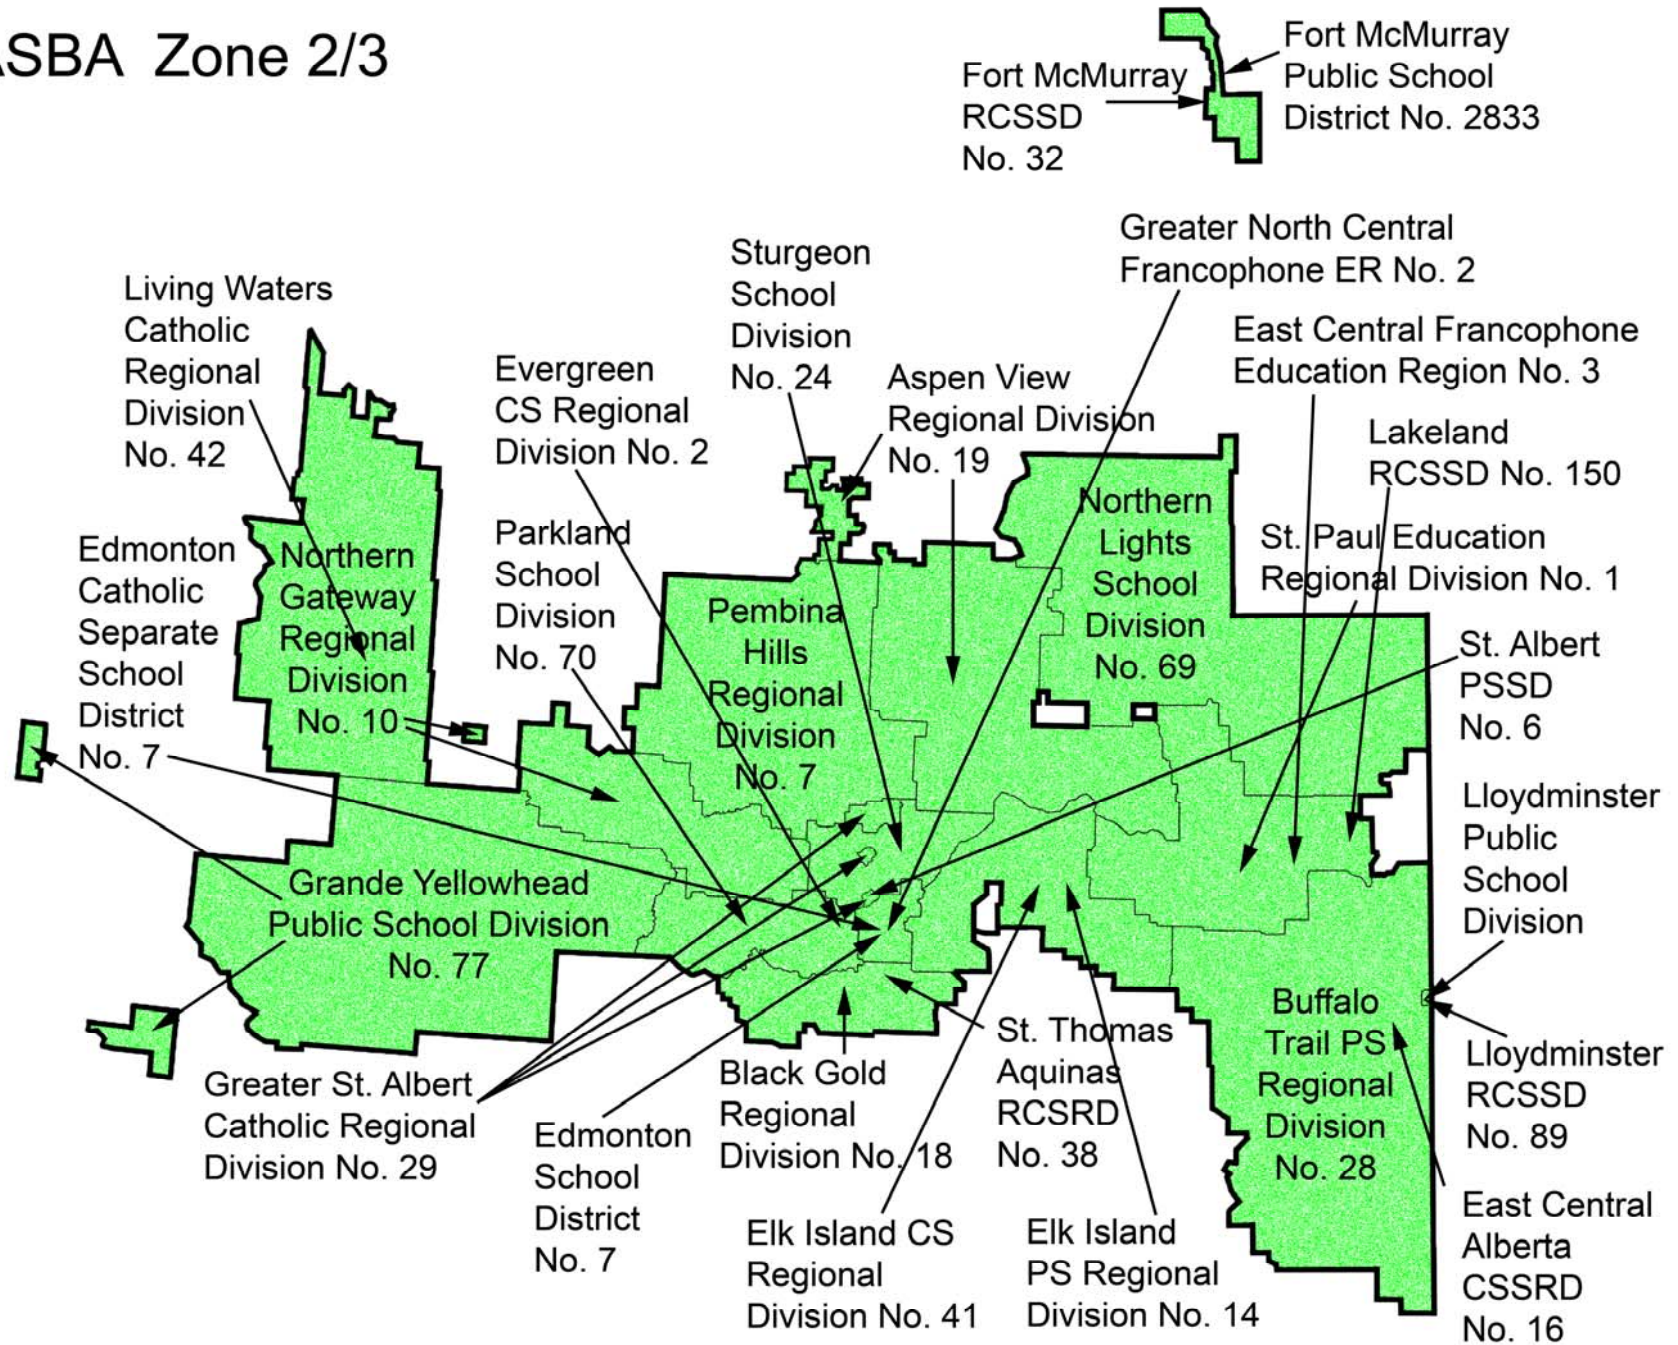 ASBA Zone 2/3
Fort McMurray
Public School
District No. 2833
Fort McMurray
RCSSD
No. 32
Greater North Central
Francophone ER No. 2
Sturgeon
School
Division
No. 24
Living Waters
Catholic
Regional
Division
No. 42
East Central Francophone
Education Region No. 3
Evergreen
CS Regional
Division No. 2
Aspen View
Regional Division
No. 19
Lakeland
RCSSD No. 150
Northern
Lights
School
Division
No. 69
Parkland
School
Division
No. 70
St. Paul Education
Regional Division No. 1
Edmonton
Catholic
Separate
School
District
No. 7
Northern
Gateway
Regional
Division
No. 10
Pembina
Hills
Regional
Division
No. 7
St. Albert
PSSD
No. 6
Lloydminster
Public
School
Division
Grande Yellowhead
Public School Division
No. 77
Buffalo
Trail PS
Regional
Division
No. 28
St. Thomas
Aquinas
RCSRD
No. 38
Lloydminster
RCSSD
No. 89
Black Gold
Regional
Division No. 18
Greater St. Albert
Catholic Regional
Division No. 29
Edmonton
School
District
No. 7
East Central
Alberta
CSSRD
No. 16
Elk Island CS
Regional
Division No. 41
Elk Island
PS Regional
Division No. 14